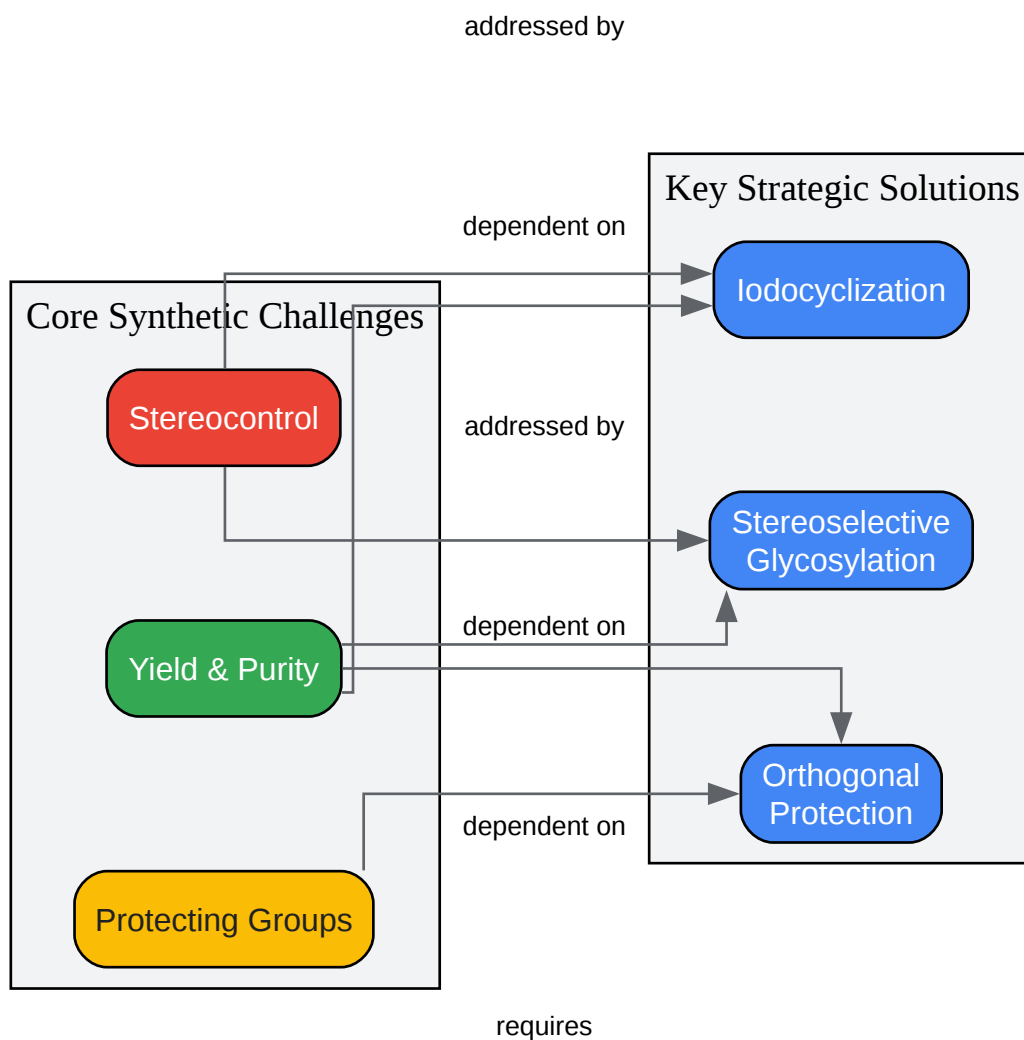 addressed by
Key Strategic Solutions
dependent on
Iodocyclization
Core Synthetic Challenges
Stereocontrol
addressed by
Stereoselective
Glycosylation
dependent on
Yield & Purity
Orthogonal
Protection
dependent on
Protecting Groups
requires